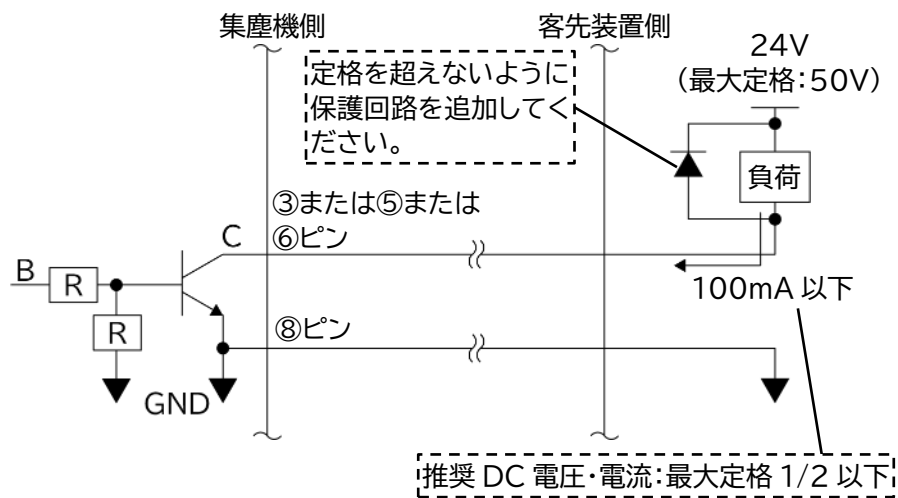 集塵機側
客先装置側
24V
（最大定格：50V）
定格を超えないように
保護回路を追加してく
ださい。
負荷
③または⑤または
⑥ピン
C
B
R
R
100mA 以下
⑧ピン
GND
推奨 DC 電圧・電流：最大定格 1/2 以下